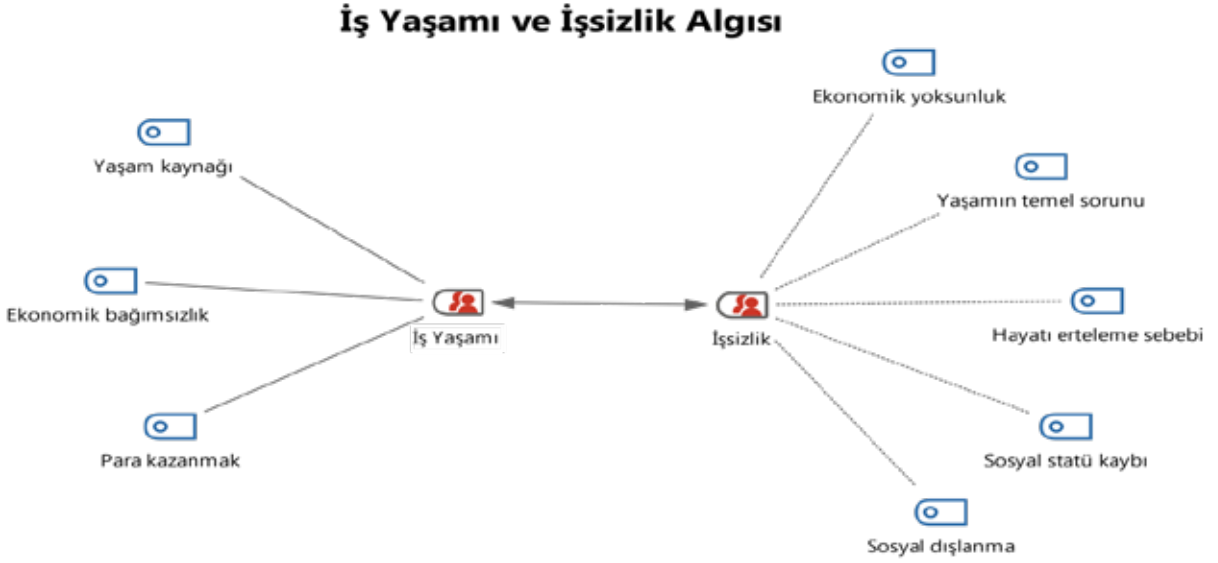 İş Yaşamı ve İşsizlik Algısı
Ekonomik yoksunluk
Yaşam kaynağı
Yaşamın temel sorunu
Ekonomik bağımsızlık
İş Yaşamı
İşsizlik
Hayatı erteleme sebebi
Para kazanmak
Sosyal statü kaybı
Sosyal dışlanma